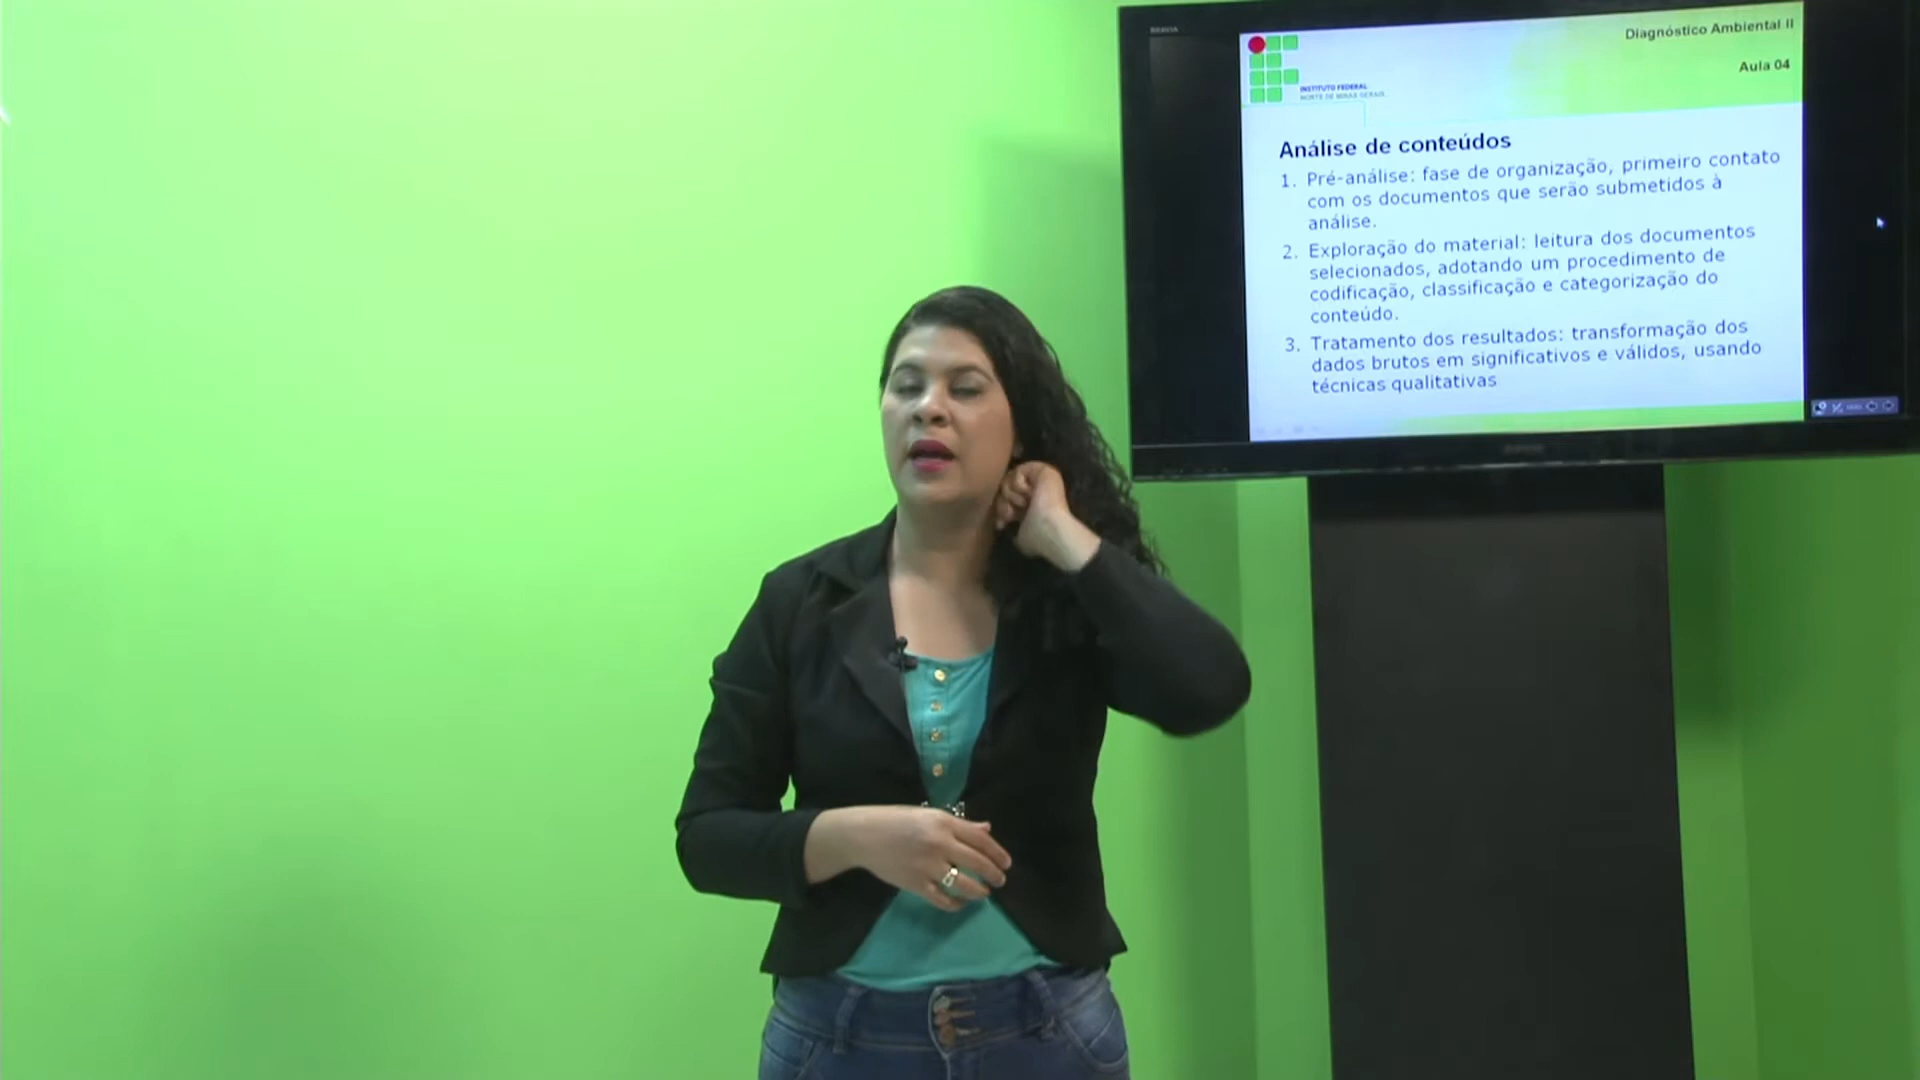 BRAVIA
Diagnóstico Ambiental II
Aula 04
INSTITUTO FEDERAL
NORTE DE MINAS GERAIS
Análise de conteúdos
1. Pré-análise: fase de organização, primeiro contato
com os documentos que serão submetidos à
análise.
2. Exploração do material: leitura dos documentos
selecionados, adotando um procedimento de
codificação, classificação e categorização do
conteúdo.
3. Tratamento dos resultados: transformação dos
dados brutos em significativos e válidos, usando
técnicas qualitativas